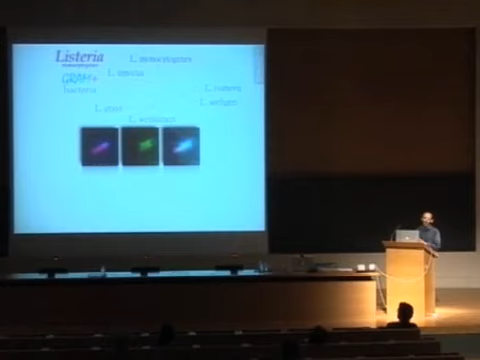 Listeria
L. monocytogenes
GRAM+
bacteria
L. innocua
L. ivanovii
L. seeligeri
L. grayi
L. welshimeri